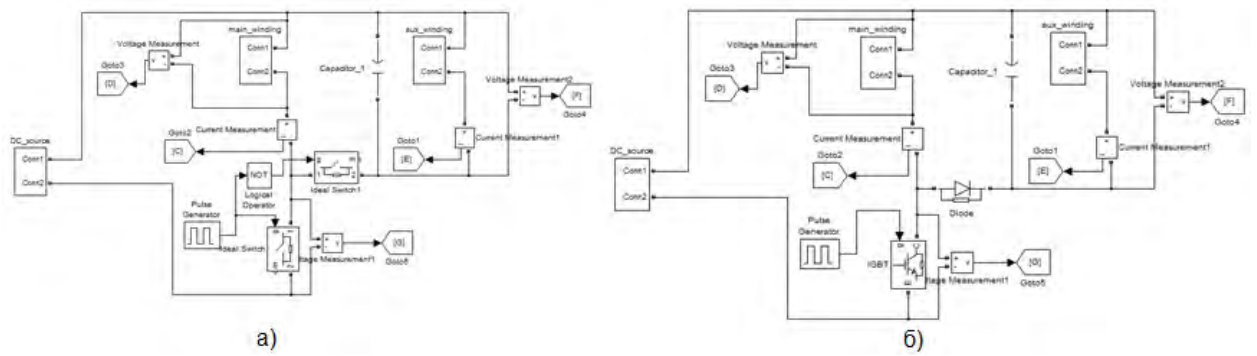 main_winding
aux_winding
Voltage Measurement
Conn1
Conn2
Conn1
Conn2
v
Goto3
[D]
Capacitor_1
Voltage Measurement2
v
[F]
Goto4
Goto2
Current Measurement
[C]
Goto1
[E]
Current Measurement1
DC_source
Conn1
Conn2
NOT
Logical
Operator
Ideal Switch1
Pulse
Generator
Ideal Switch
v
[G]
Goto5
ltage Measurement1
а)
main_winding
aux_winding
Voltage Measurement
Conn1
Conn2
Conn1
Conn2
v
Goto3
[D]
Capacitor_1
Voltage Measurement2
v
[F]
Goto4
Current Measurement
Goto2
[C]
Goto1
[E]
Current Measurement1
DC_source
Conn1
Conn2
Diode
Pulse
Generator
IGBT
v
[G]
Goto5
ltage Measurement1
б)